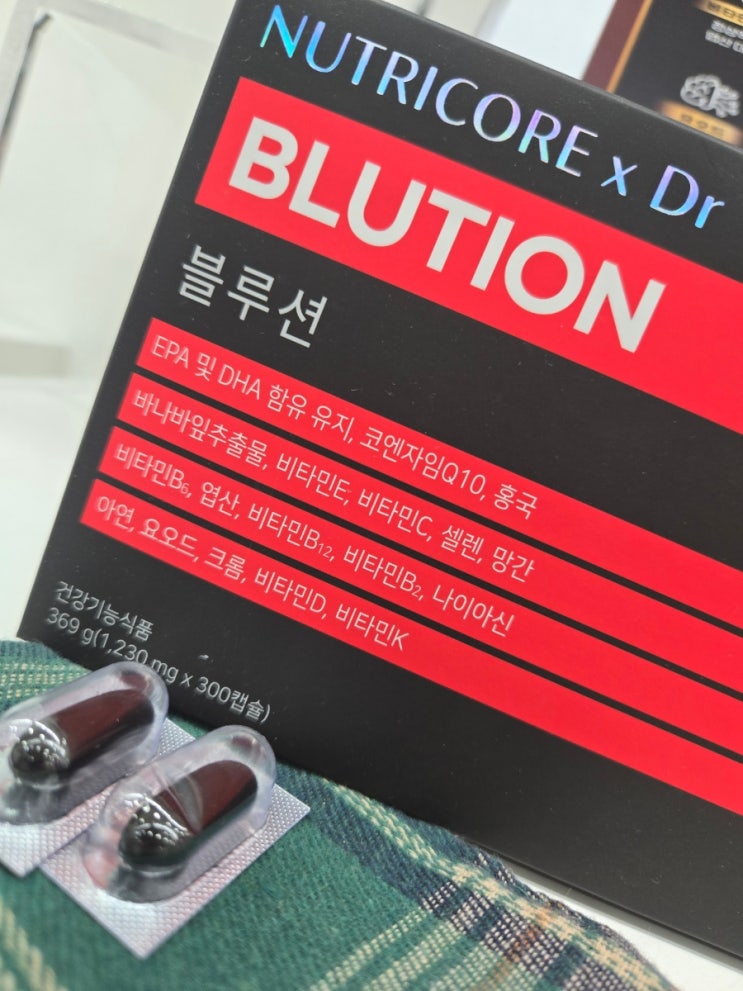 NUTRICORE x Dr
BLUTION
블루션
EPA 및 DHA 함유 유지, 코엔자임Q10, 홍국
바나바잎추출물, 비타민E, 비타민C, 셀렌, 망간
비타민B₆, 엽산, 비타민B₁₂, 비타민B₂, 나이아신
아연, 요오드, 크롬, 비타민D, 비타민K
건강기능식품
369 g(1,230 mg x 300캡슐)